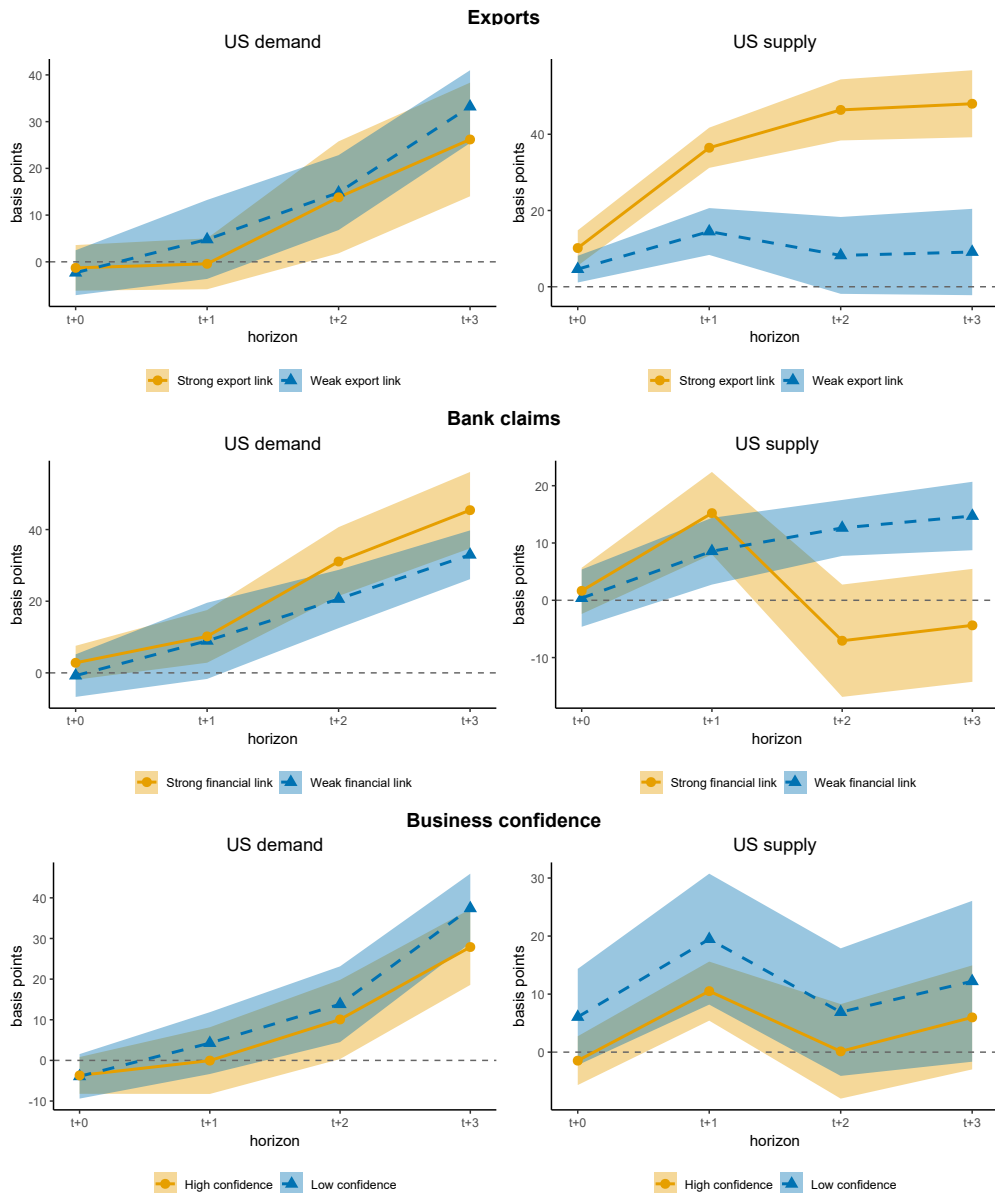 Exports
US demand
US supply
basis points
40
30
20
10
0
t+0 t+1 t+2 t+3
horizon
basis points
40
20
0
t+0 t+1 t+2 t+3
horizon
Strong export link Weak export link
Strong export link Weak export link
Bank claims
US demand
US supply
basis points
40
20
0
t+0 t+1 t+2 t+3
horizon
basis points
20
10
0
-10
t+0 t+1 t+2 t+3
horizon
Strong financial link Weak financial link
Strong financial link Weak financial link
Business confidence
US demand
US supply
basis points
40
30
20
10
0
-10
t+0 t+1 t+2 t+3
horizon
basis points
30
20
10
0
t+0 t+1 t+2 t+3
horizon
High confidence Low confidence
High confidence Low confidence